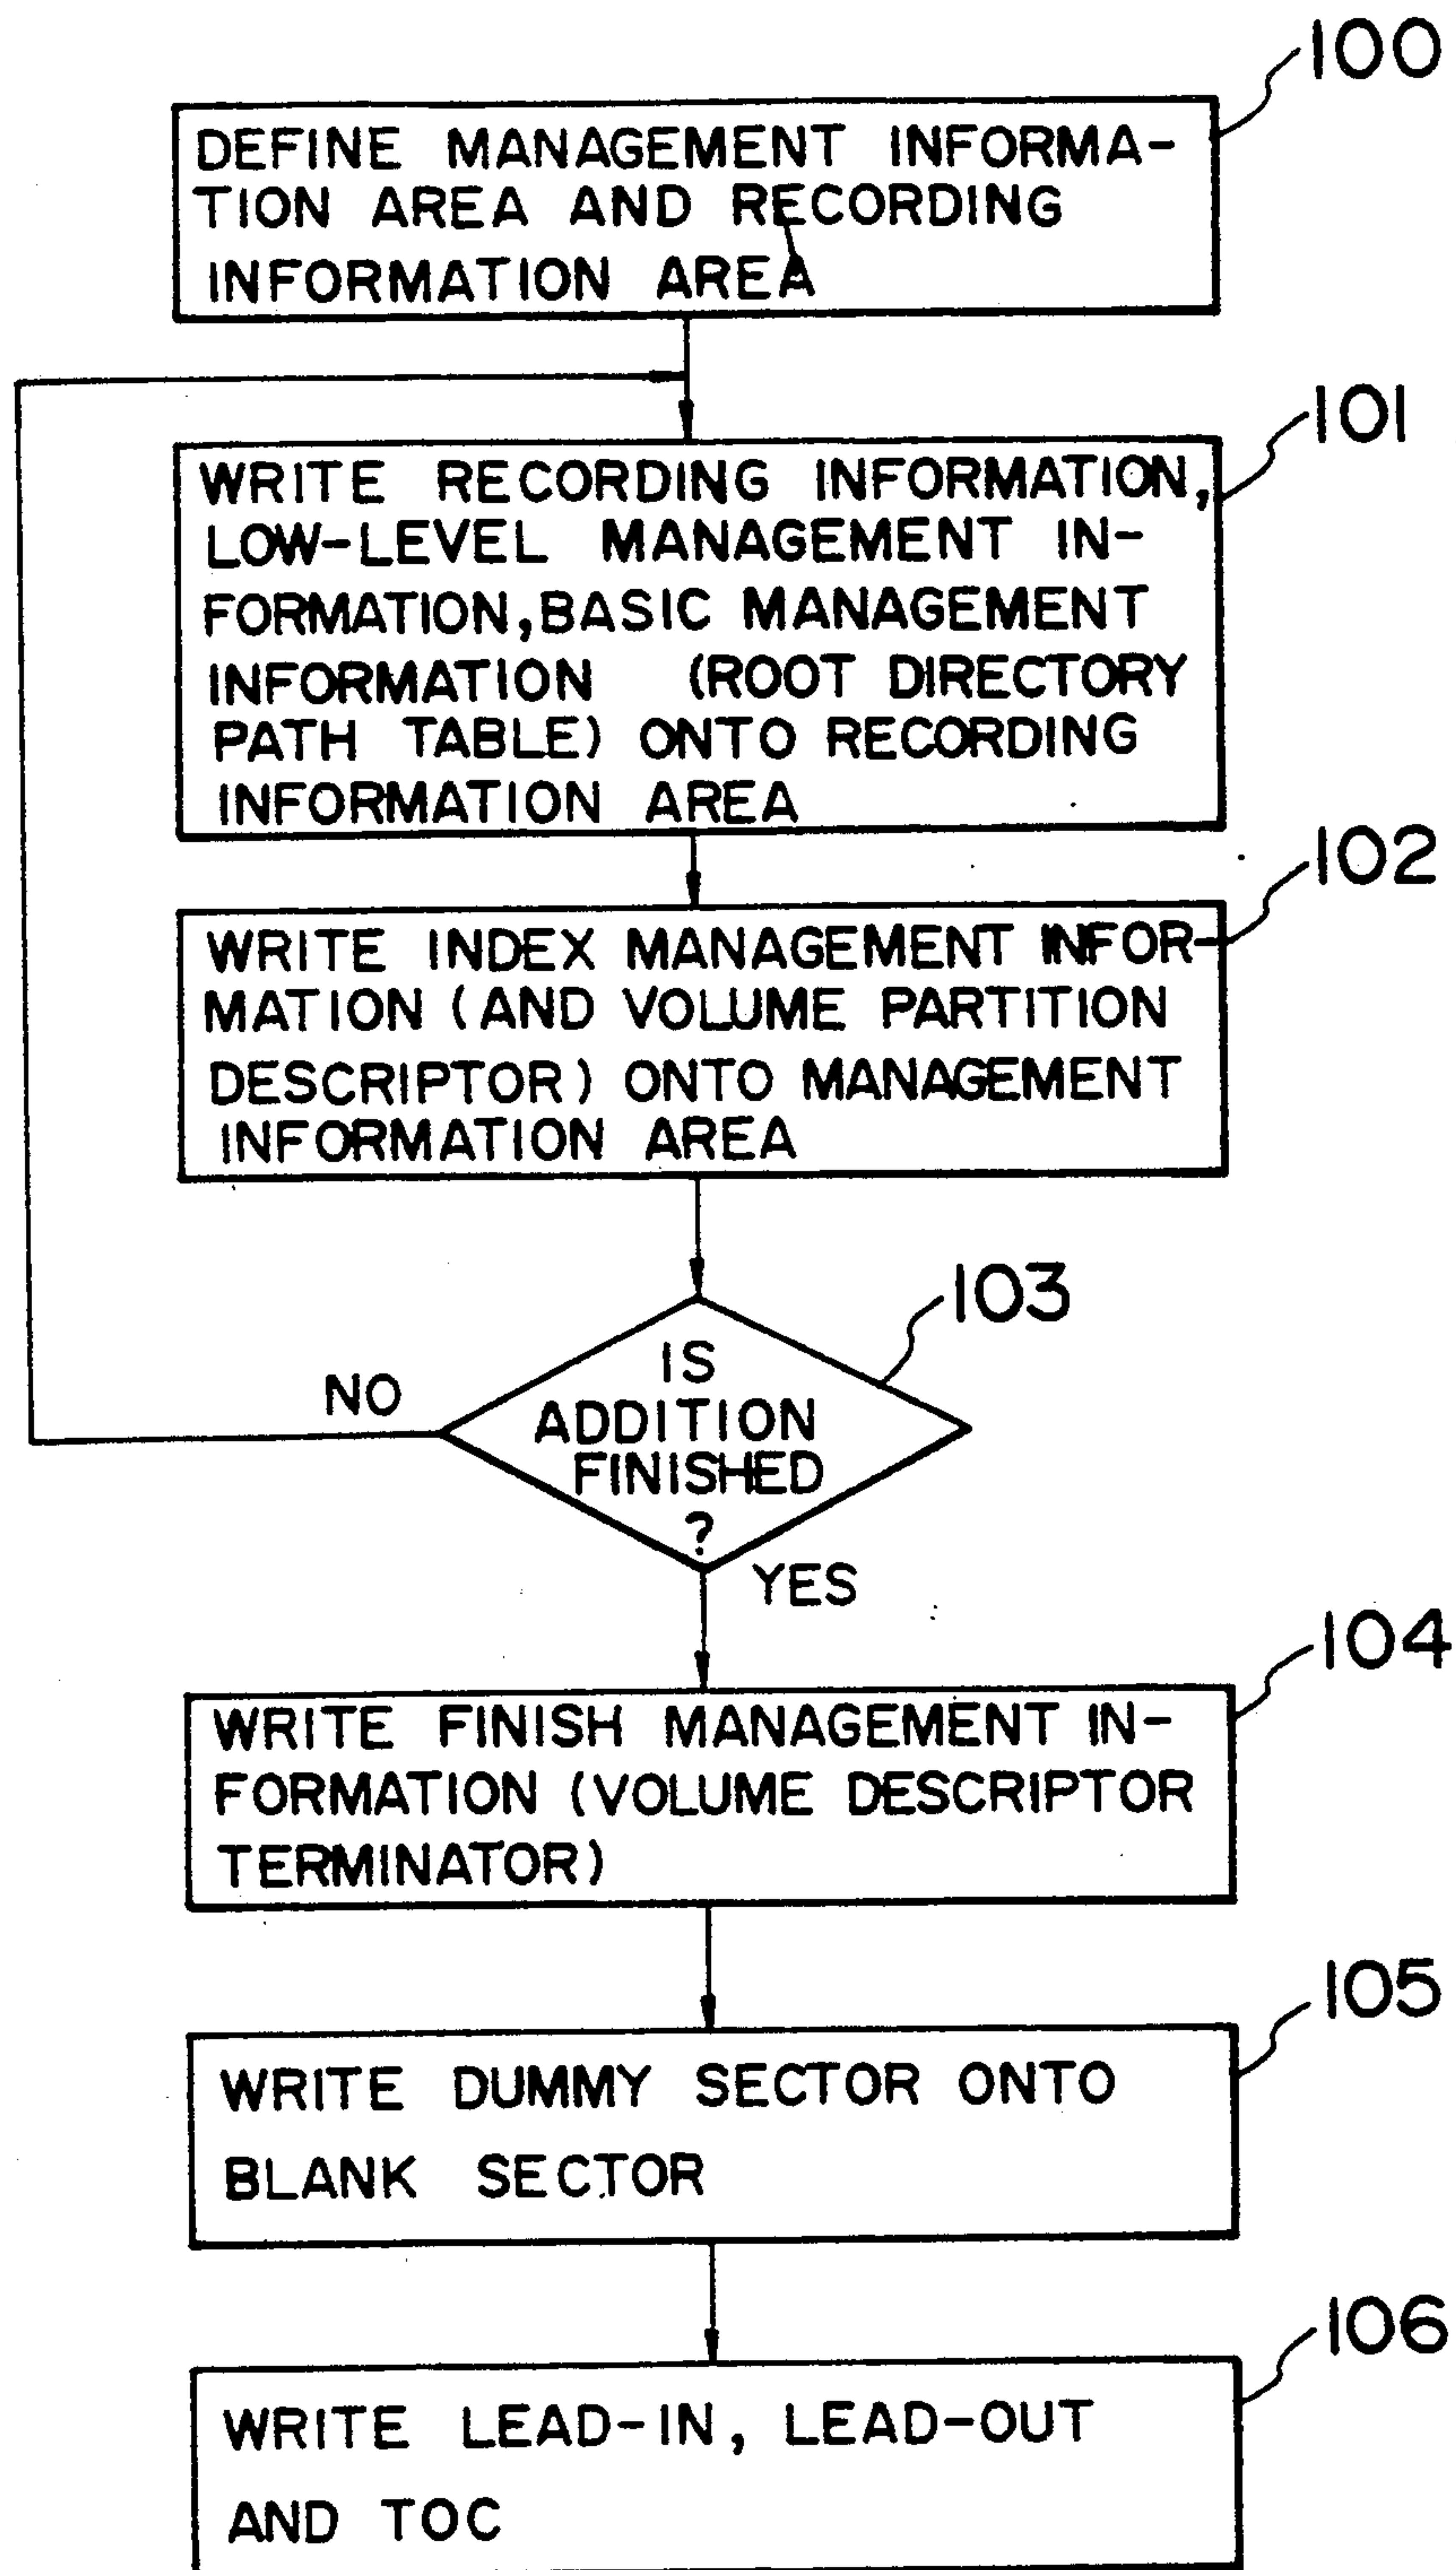 100
DEFINE MANAGEMENT INFORMA-
TION AREA AND RECORDING
INFORMATION AREA
101
WRITE RECORDING INFORMATION,
LOW-LEVEL MANAGEMENT IN-
FORMATION, BASIC MANAGEMENT
INFORMATION (ROOT DIRECTORY
PATH TABLE) ONTO RECORDING
INFORMATION AREA
102
WRITE INDEX MANAGEMENT INFOR-
MATION (AND VOLUME PARTITION
DESCRIPTOR) ONTO MANAGEMENT
INFORMATION AREA
103
IS
ADDITION
FINISHED
?
NO
YES
104
WRITE FINISH MANAGEMENT IN-
FORMATION (VOLUME DESCRIPTOR
TERMINATOR)
105
WRITE DUMMY SECTOR ONTO
BLANK SECTOR
106
WRITE LEAD-IN, LEAD-OUT
AND TOC